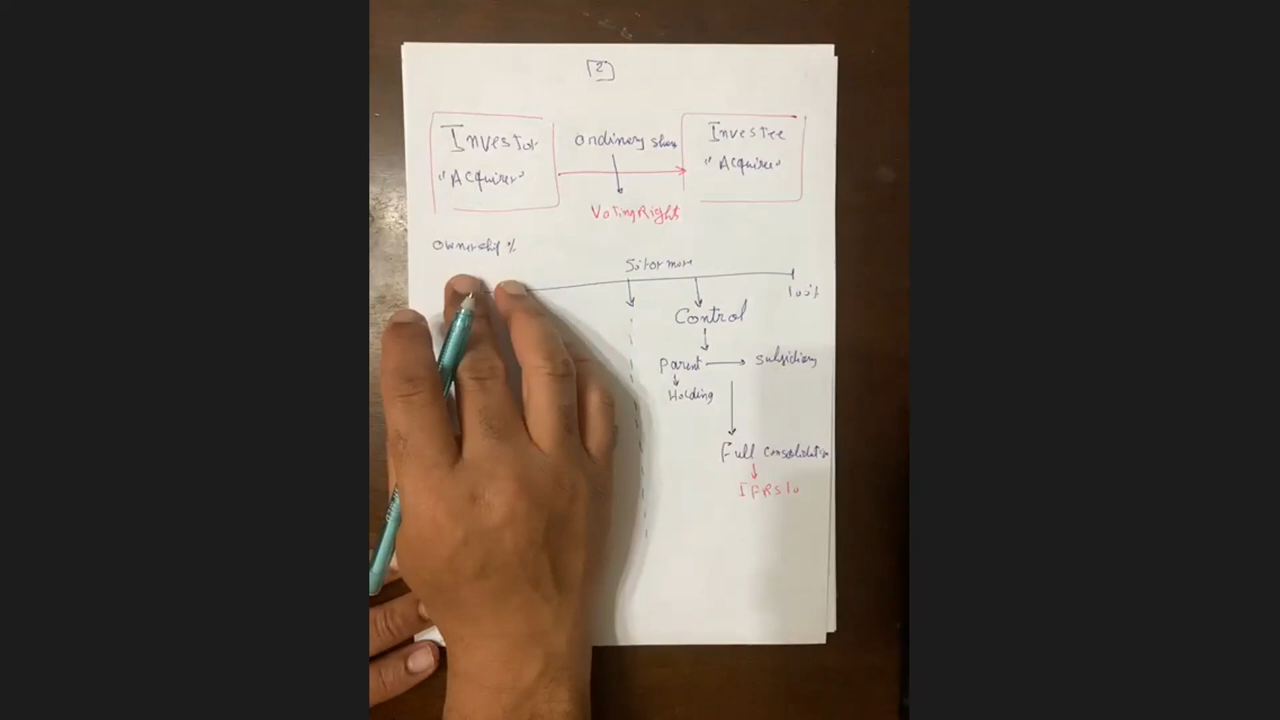 2
Investor
"Acquirer"
ordinary share
Voting Right
Investee
"Acquiree"
Ownership %
or more
100%
Control
Parent
Subsidiary
Holding
Full Consolidation
IFRS 10